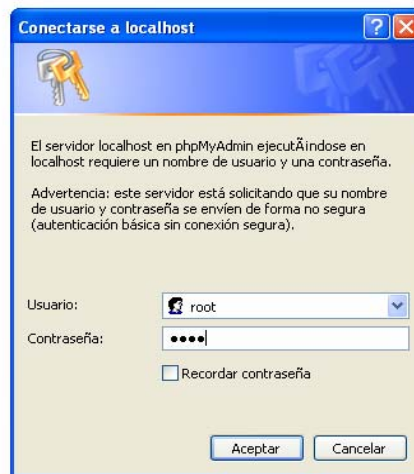 Conectarse a localhost
El servidor localhost en phpMyAdmin ejecutÃindose en
localhost requiere un nombre de usuario y una contraseña.
Advertencia: este servidor está solicitando que su nombre
de usuario y contraseña se envíen de forma no segura
(autenticación básica sin conexión segura).
Usuario: root
Contraseña: ●●●●
Recordar contraseña
Aceptar Cancelar